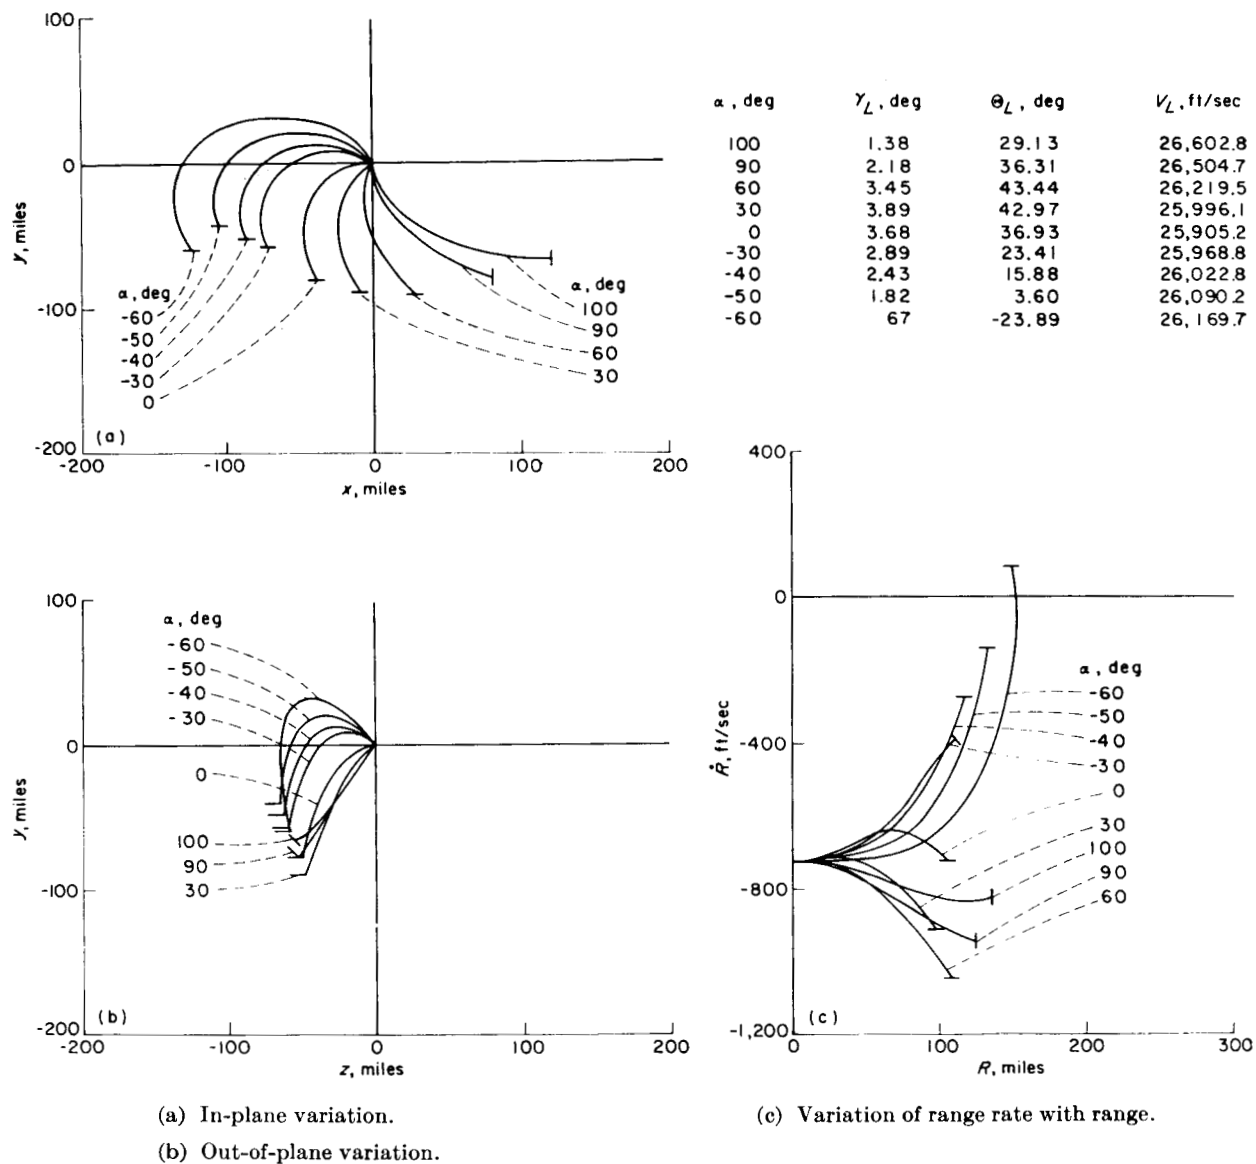 100
0
-100
-200
y, miles
-200
-100
0
100
200
x, miles
α, deg
-60
-50
-40
-30
0
α, deg
100
90
60
30
(a)
α, deg γL, deg ΘL, deg VL, ft/sec
100 1.38 29.13 26,602.8
90 2.18 36.31 26,504.7
60 3.45 43.44 26,219.5
30 3.89 42.97 25,996.1
0 3.68 36.93 25,905.2
-30 2.89 23.41 25,968.8
-40 2.43 15.88 26,022.8
-50 1.82 3.60 26,090.2
-60 67 -23.89 26,169.7
100
0
-100
-200
y, miles
-200
-100
0
100
200
z, miles
α, deg
-60
-50
-40
-30
0
100
90
30
(b)
400
0
-400
-800
-1,200
Ṙ, ft/sec
0
100
200
300
R, miles
α, deg
-60
-50
-40
-30
0
30
100
90
60
(c)
(a) In-plane variation.
(b) Out-of-plane variation.
(c) Variation of range rate with range.